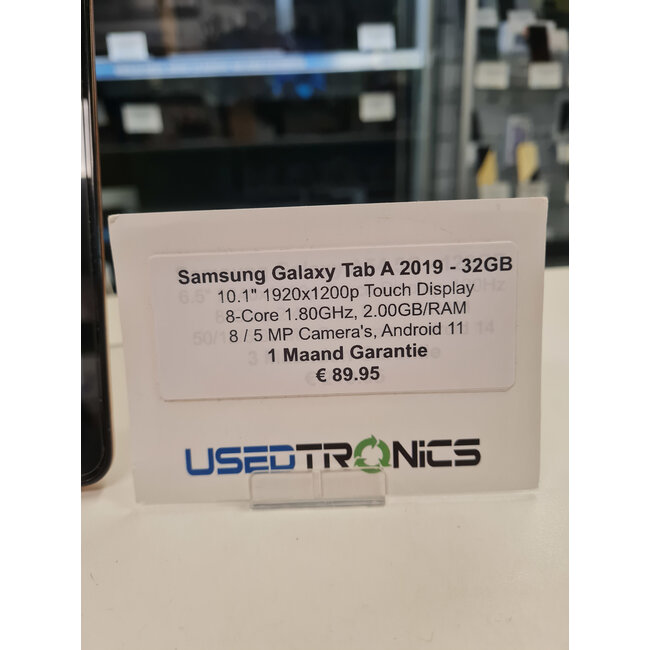 Samsung Galaxy Tab A 2019 - 32GB
10.1" 1920x1200p Touch Display
8-Core 1.80GHz, 2.00GB/RAM
8 / 5 MP Camera's, Android 11
1 Maand Garantie
€ 89.95
USEDTRONiCS